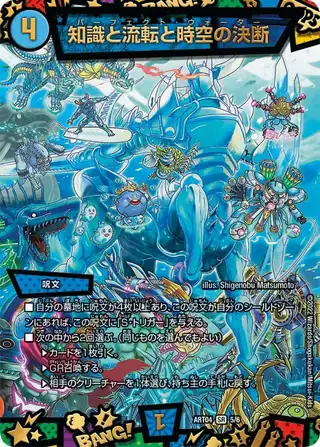 4
パーフェクト・ウォーター
知識と流転と時空の決断
illus. Shigenobu Matsumoto
呪文
■自分の墓地に呪文が4枚以上あり、この呪文が自分のシールドゾー
ンにあれば、この呪文に「S・トリガー」を与える。
■次の中から2回選ぶ。(同じものを選んでもよい)
▶カードを1枚引く。
▶GR召喚する。
▶相手のクリーチャーを1体選び、持ち主の手札に戻す。
1
ART04 SR 5/6
BANG!